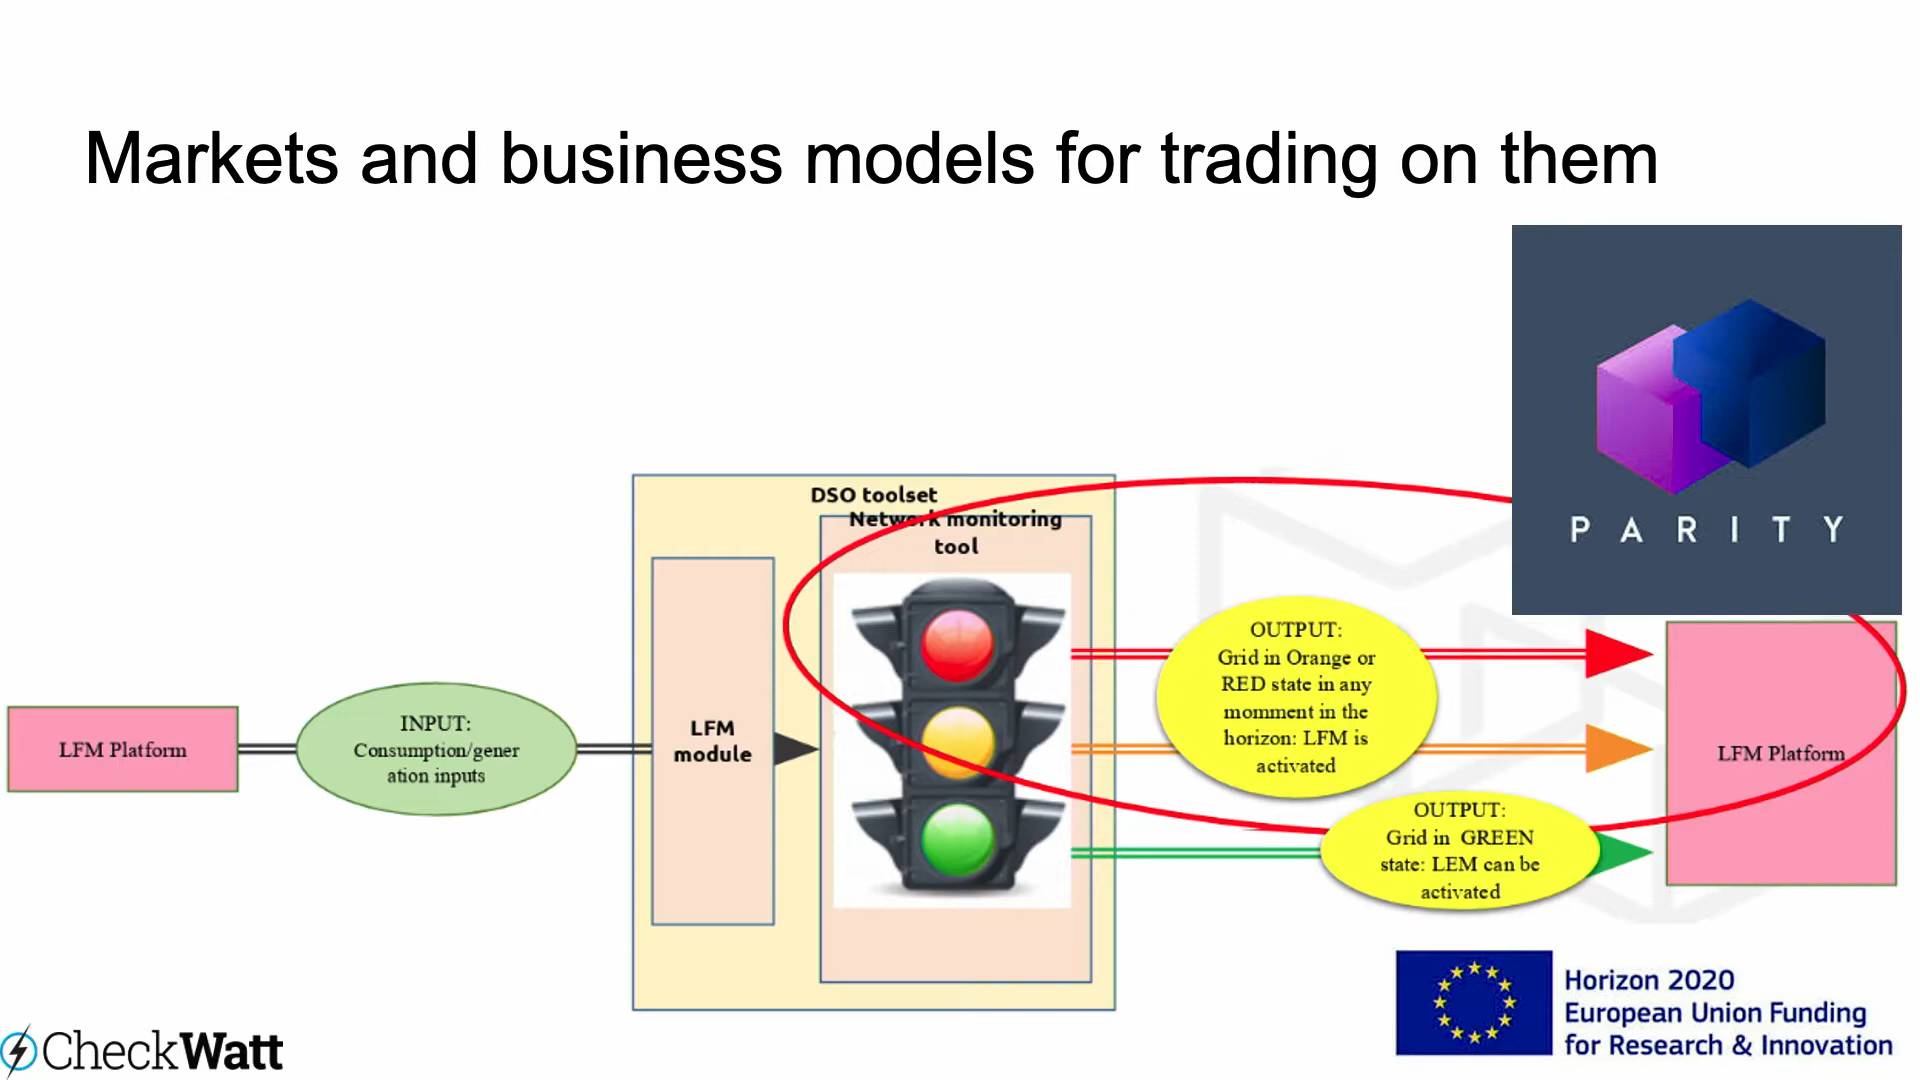 Markets and business models for trading on them
PARITY
DSO toolset
Network monitoring
tool
LFM Platform
INPUT:
Consumption/gener
ation inputs
LFM
module
OUTPUT:
Grid in Orange or
RED state in any
momment in the
horizon: LFM is
activated
OUTPUT:
Grid in GREEN
state: LEM can be
activated
LFM Platform
CheckWatt
Horizon 2020
European Union Funding
for Research & Innovation